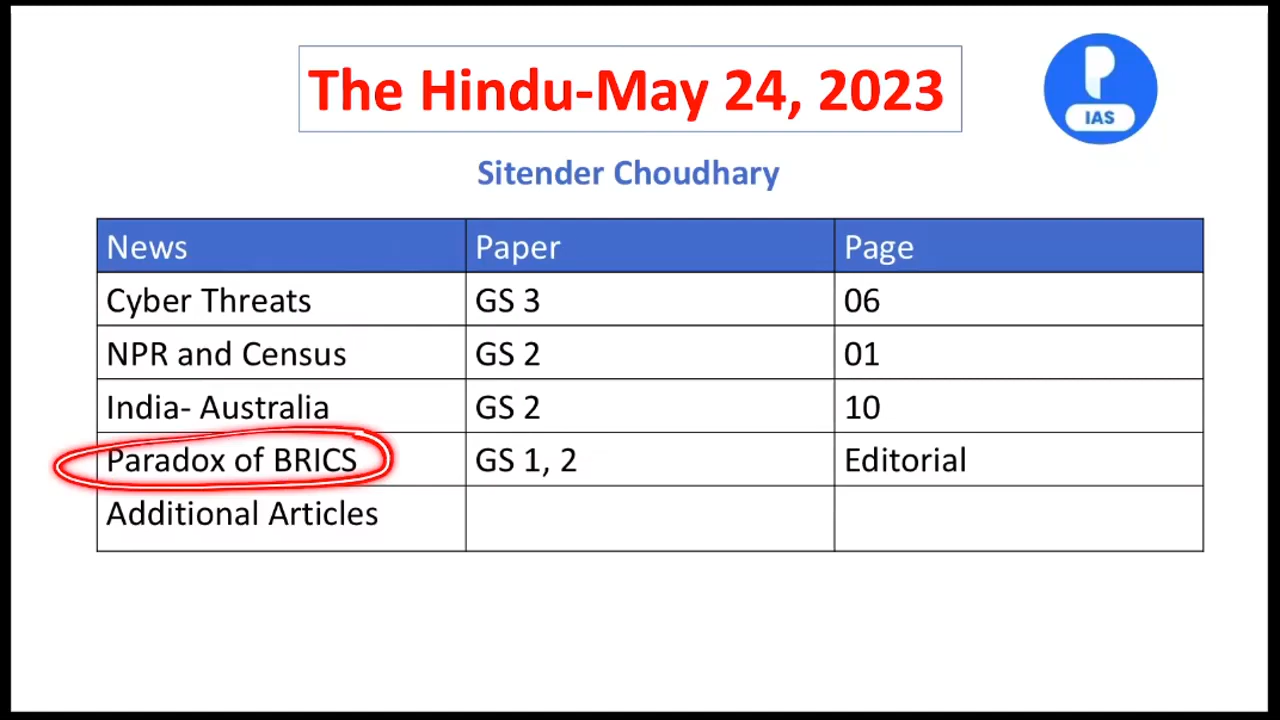 The Hindu-May 24, 2023
IAS
Sitender Choudhary
News Paper Page
Cyber Threats GS 3 06
NPR and Census GS 2 01
India- Australia GS 2 10
Paradox of BRICS GS 1, 2 Editorial
Additional Articles